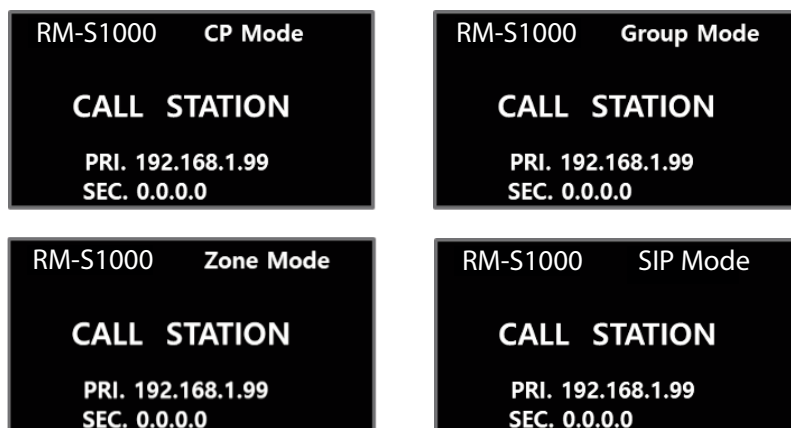 RM-S1000 CP Mode
CALL STATION
PRI. 192.168.1.99
SEC. 0.0.0.0
RM-S1000 Group Mode
CALL STATION
PRI. 192.168.1.99
SEC. 0.0.0.0
RM-S1000 Zone Mode
CALL STATION
PRI. 192.168.1.99
SEC. 0.0.0.0
RM-S1000 SIP Mode
CALL STATION
PRI. 192.168.1.99
SEC. 0.0.0.0